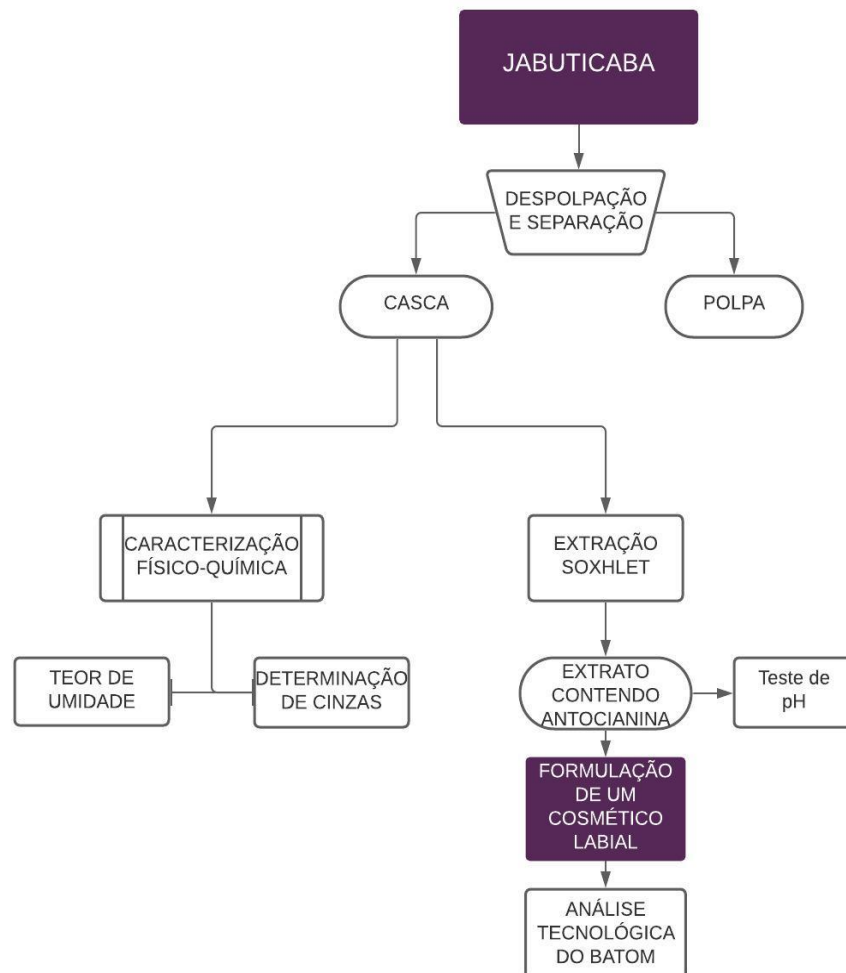 JABUTICABA
DESPOLPAÇÃO
E SEPARAÇÃO
CASCA
POLPA
CARACTERIZAÇÃO
FÍSICO-QUÍMICA
EXTRAÇÃO
SOXHLET
TEOR DE
UMIDADE
DETERMINAÇÃO
DE CINZAS
EXTRATO
CONTENDO
ANTOCIANINA
Teste de
pH
FORMULAÇÃO
DE UM
COSMÉTICO
LABIAL
ANÁLISE
TECNOLÓGICA
DO BATOM